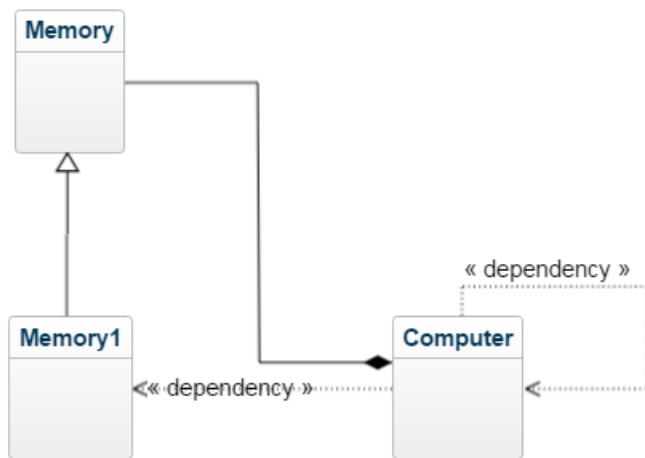 Memory
« dependency »
Memory1
Computer
« dependency »